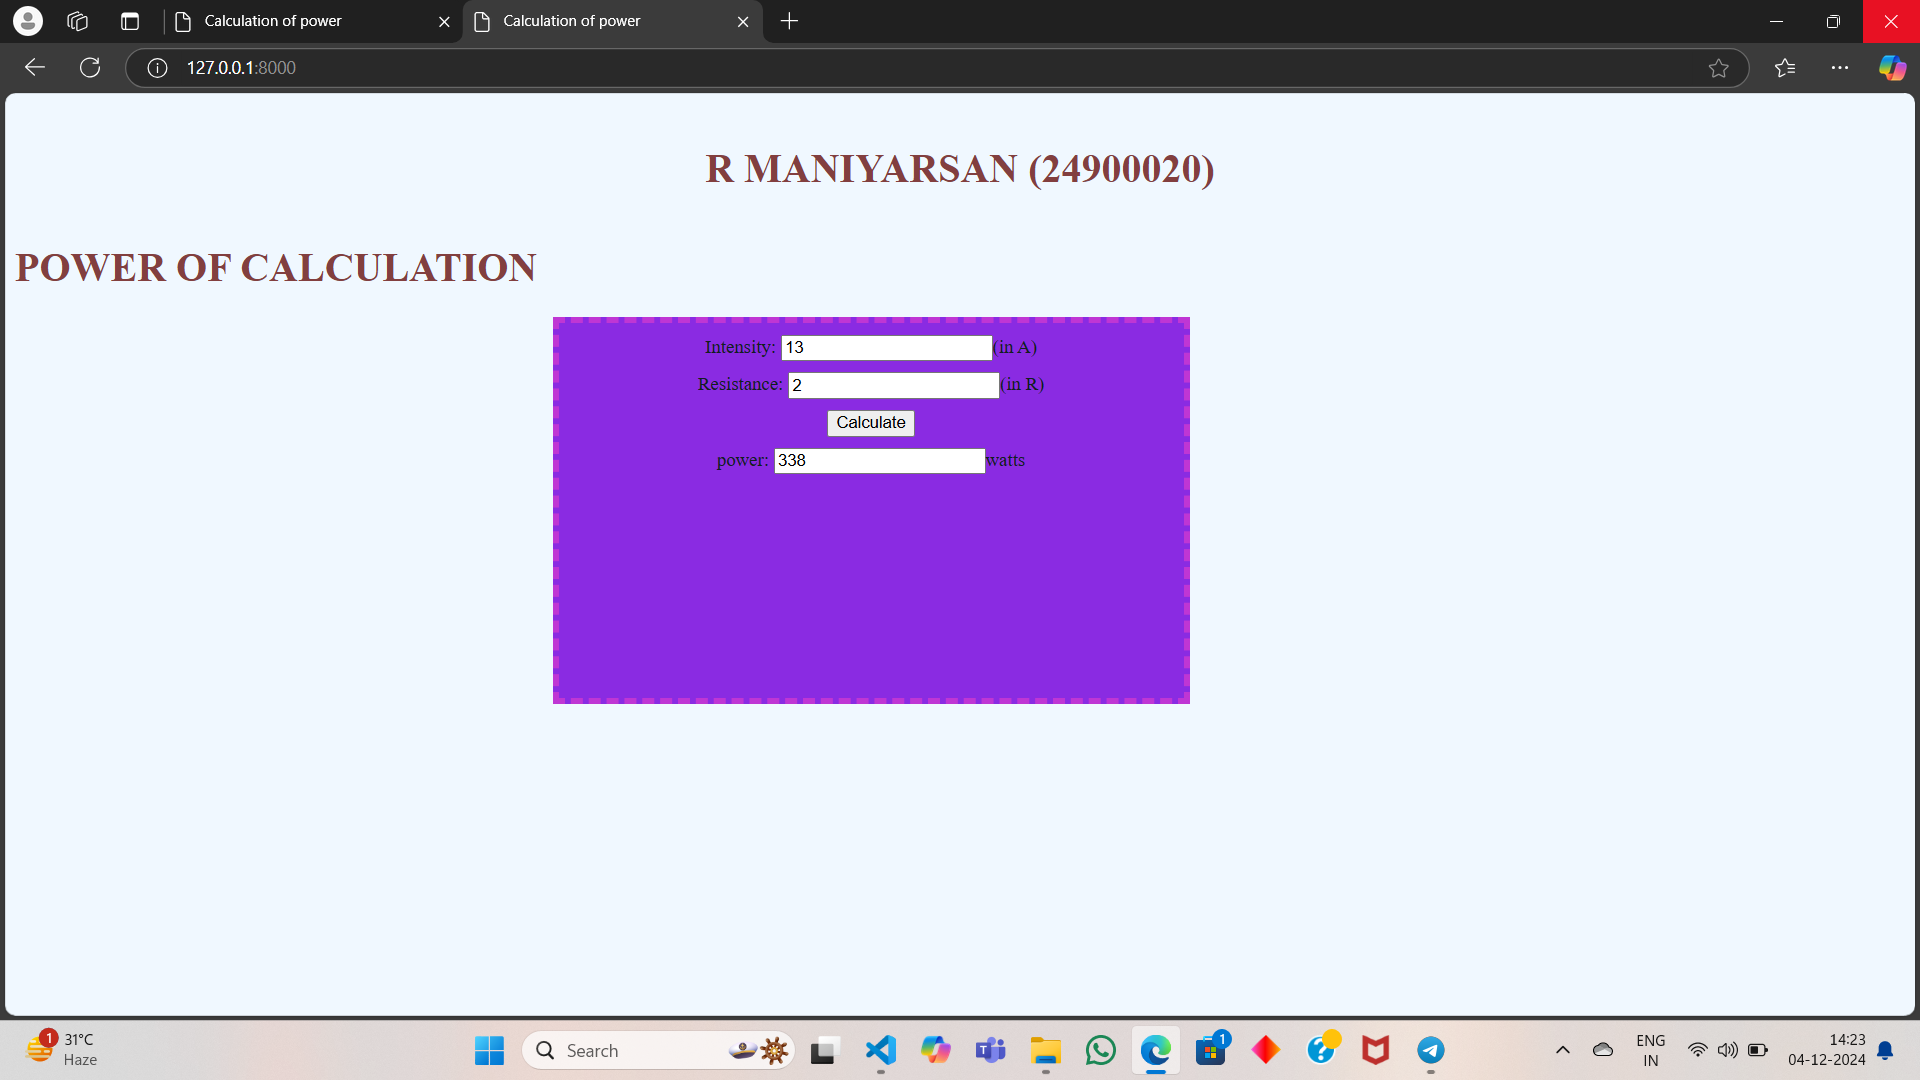 Calculation of power
Calculation of power
127.0.0.1:8000
R MANIYARSAN (24900020)
POWER OF CALCULATION
Intensity: 13 (in A)
Resistance: 2 (in R)
Calculate
power: 338 watts
1
31°C
Haze
Search
1
ENG
IN
14:23
04-12-2024